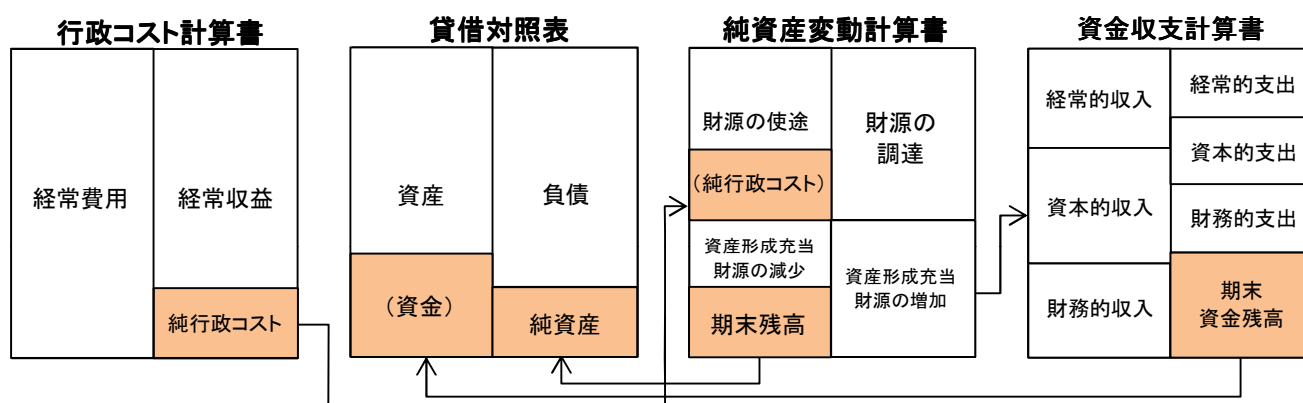 行政コスト計算書
経常費用
経常収益
純行政コスト
貸借対照表
資産
(資金)
負債
純資産
純資産変動計算書
財源の使途
(純行政コスト)
資産形成充当
財源の減少
期末残高
財源の
調達
資産形成充当
財源の増加
資金収支計算書
経常的収入
資本的収入
財務的収入
経常的支出
資本的支出
財務的支出
期末
資金残高